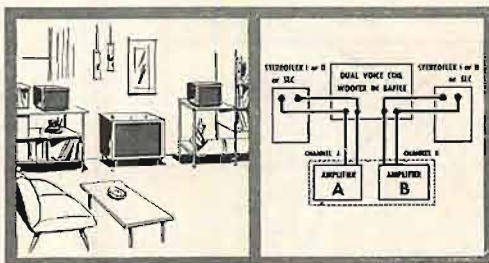 STEREOFLEX I or II
or SLC
DUAL VOICE COIL
WOOFER IN BAFFLE
STEREOFLEX I or II
or SLC
CHANNEL A
CHANNEL B
AMPLIFIER
A
AMPLIFIER
B